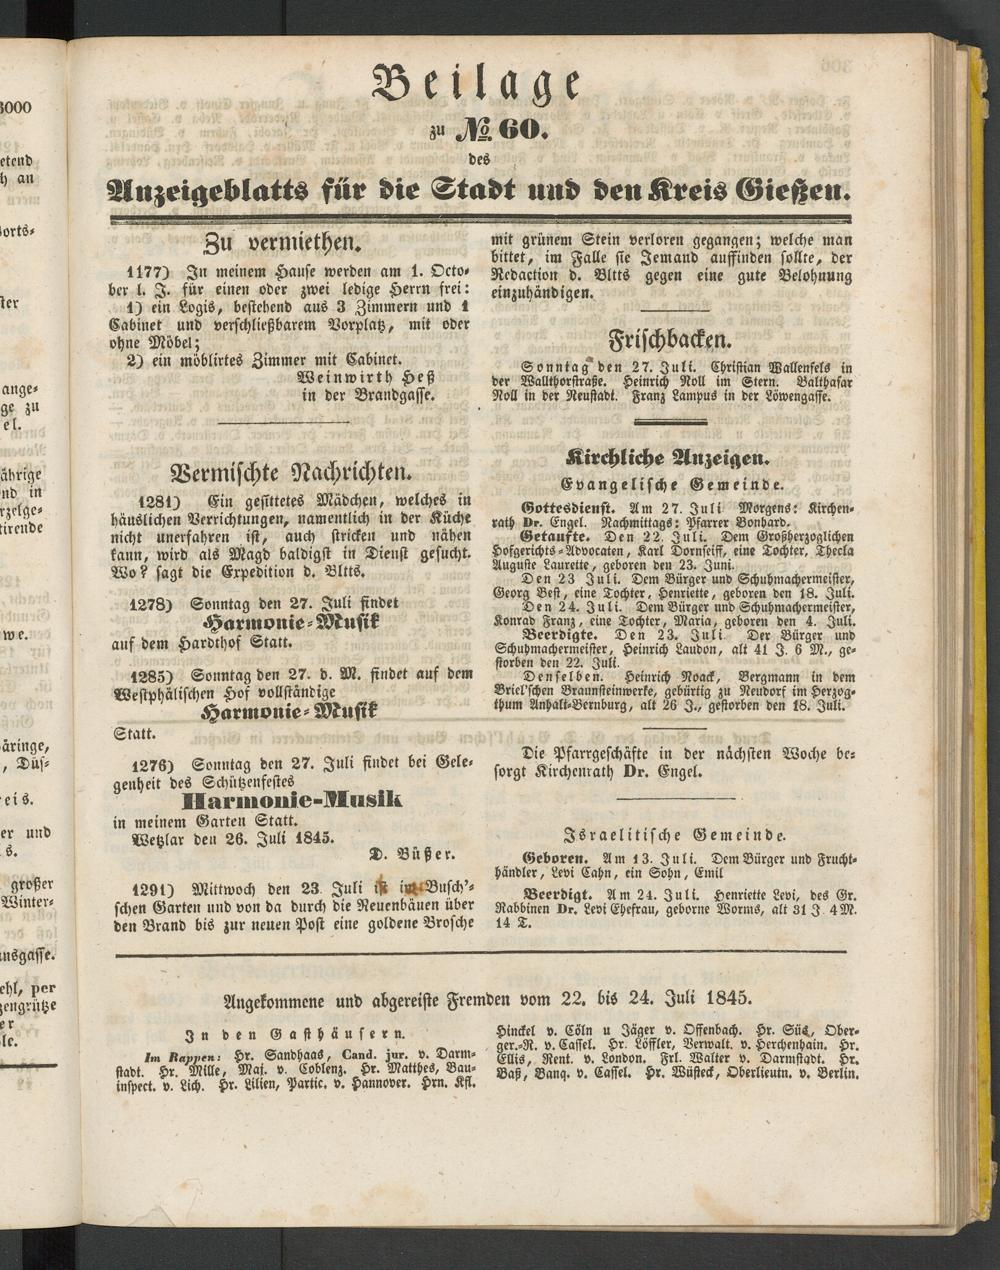 Beilage
zu No. 60.
des
Anzeigeblatts für die Stadt und den Kreis Gießen.
Zu vermiethen.
1177) In meinem Hause werden am 1. Octo-
ber l. J. für einen oder zwei ledige Herrn frei:
1) ein Logis, bestehend aus 3 Zimmern und 1
Cabinet und verschließbarem Vorplatz, mit oder
ohne Möbel;
2) ein möblirtes Zimmer mit Cabinet.
Weinwirth Heß
in der Brandgasse.
Vermischte Nachrichten.
1281) Ein gesittetes Mädchen, welches in
häuslichen Verrichtungen, namentlich in der Küche
nicht unerfahren ist, auch stricken und nähen
kann, wird als Magd baldigst in Dienst gesucht.
Wo? sagt die Expedition d. Bltts.
1278) Sonntag den 27. Juli findet
Harmonie-Musik
auf dem Hardthof Statt.
1285) Sonntag den 27. d. M. findet auf dem
Westphälischen Hof vollständige
Harmonie-Musik
Statt.
1276) Sonntag den 27. Juli findet bei Gele-
genheit des Schützenfestes
Harmonie-Musik
in meinem Garten Statt.
Wetzlar den 26. Juli 1845.
D. Büßer.
1291) Mittwoch den 23. Juli ist im Busch'-
schen Garten und von da durch die Neuenbäuen über
den Brand bis zur neuen Post eine goldene Brosche
mit grünem Stein verloren gegangen; welche man
bittet, im Falle sie Jemand auffinden sollte, der
Redaction d. Bltts gegen eine gute Belohnung
einzuhändigen.
Frischbacken.
Sonntag den 27. Juli. Christian Wallenfels in
der Wallthorstraße. Heinrich Noll im Stern. Balthasar
Noll in der Neustadt. Franz Lampus in der Löwengasse.
Kirchliche Anzeigen.
Evangelische Gemeinde.
Gottesdienst. Am 27. Juli Morgens: Kirchen-
rath Dr. Engel. Nachmittags: Pfarrer Bonhard.
Getaufte. Den 22. Juli. Dem Großherzoglichen
Hofgerichts-Advocaten, Karl Dornseiff, eine Tochter, Thecla
Auguste Laurette, geboren den 23. Juni.
Den 23 Juli. Dem Bürger und Schuhmachermeister,
Georg Best, eine Tochter, Henriette, geboren den 18. Juli.
Den 24. Juli. Dem Bürger und Schuhmachermeister,
Konrad Franz, eine Tochter, Maria, geboren den 4. Juli.
Beerdigte. Den 23. Juli. Der Bürger und
Schuhmachermeister, Heinrich Laudon, alt 41 J. 6 M., ge-
storben den 22. Juli.
Denselben. Heinrich Noack, Bergmann in dem
Briel'schen Braunsteinwerke, gebürtig zu Neudorf im Herzog-
thum Anhalt-Bernburg, alt 26 J., gestorben den 18. Juli.
Die Pfarrgeschäfte in der nächsten Woche be-
sorgt Kirchenrath Dr. Engel.
Israelitische Gemeinde.
Geboren. Am 13. Juli. Dem Bürger und Frucht-
händler, Levi Cahn, ein Sohn, Emil
Beerdigt. Am 24. Juli. Henriette Levi, des Gr.
Rabbinen Dr. Levi Ehefrau, geborne Worms, alt 31 J. 4 M.
14 T.
Angekommene und abgereiste Fremden vom 22. bis 24. Juli 1845.
In den Gasthäusern.
Im Rappen: Hr. Sandhaas, Cand. jur. v. Darm-
stadt. Hr. Mille, Maj. v. Coblenz. Hr. Matthes, Bau-
inspect. v. Lich. Hr. Lilien, Partic. v. Hannover. Hrn. Kfl.
Hinckel v. Cöln u Jäger v. Offenbach. Hr. Süs, Ober-
ger.-R. v. Cassel. Hr. Löffler, Verwalt. v. Herchenhain. Hr.
Ellis, Rent. v. London. Frl. Walter v. Darmstadt. Hr.
Baß, Banq. v. Cassel. Hr. Wüsteck, Oberlieutn. v. Berlin.